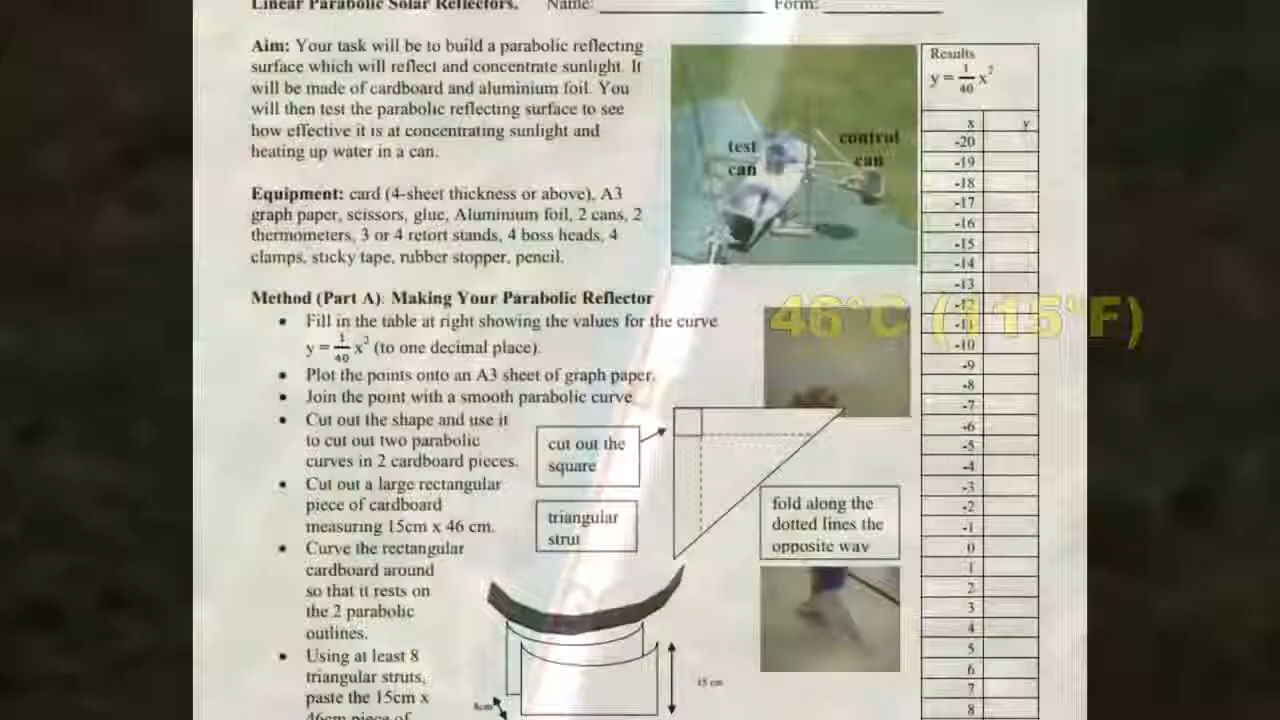 Linear Parabolic Solar Reflectors. Name: Form:
Aim: Your task will be to build a parabolic reflecting
surface which will reflect and concentrate sunlight. It
will be made of cardboard and aluminium foil. You
will then test the parabolic reflecting surface to see
how effective it is at concentrating sunlight and
heating up water in a can.
Equipment: card (4-sheet thickness or above), A3
graph paper, scissors, glue, Aluminium foil, 2 cans, 2
thermometers, 3 or 4 retort stands, 4 boss heads, 4
clamps, sticky tape, rubber stopper, pencil.
Method (Part A): Making Your Parabolic Reflector
• Fill in the table at right showing the values for the curve
y = 1/40 x² (to one decimal place).
• Plot the points onto an A3 sheet of graph paper.
• Join the point with a smooth parabolic curve
• Cut out the shape and use it
to cut out two parabolic
curves in 2 cardboard pieces.
• Cut out a large rectangular
piece of cardboard
measuring 15cm x 46 cm.
• Curve the rectangular
cardboard around
so that it rests on
the 2 parabolic
outlines.
• Using at least 8
triangular struts,
paste the 15cm x
46cm piece of
test
can
control
can
46°C (115°F)
cut out the
square
triangular
strut
fold along the
dotted lines the
opposite way
15 cm
8cm
Results
y = 1/40 x²
x y
-20
-19
-18
-17
-16
-15
-14
-13
-12
-11
-10
-9
-8
-7
-6
-5
-4
-3
-2
-1
0
1
2
3
4
5
6
7
8